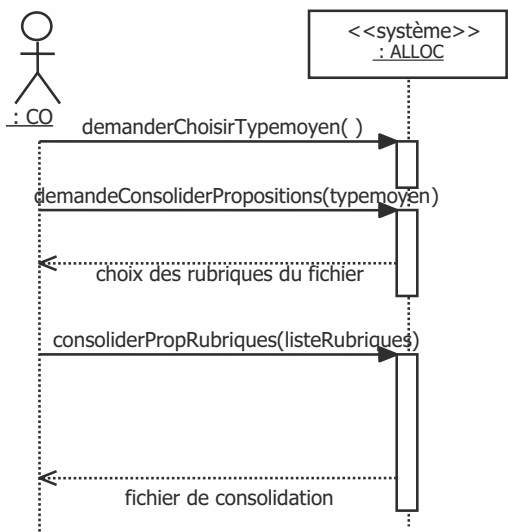 <<système>>
: ALLOC
: CO
demanderChoisirTypemoyen( )
demandeConsoliderPropositions(typemoyen)
choix des rubriques du fichier
consoliderPropRubriques(listeRubriques)
fichier de consolidation